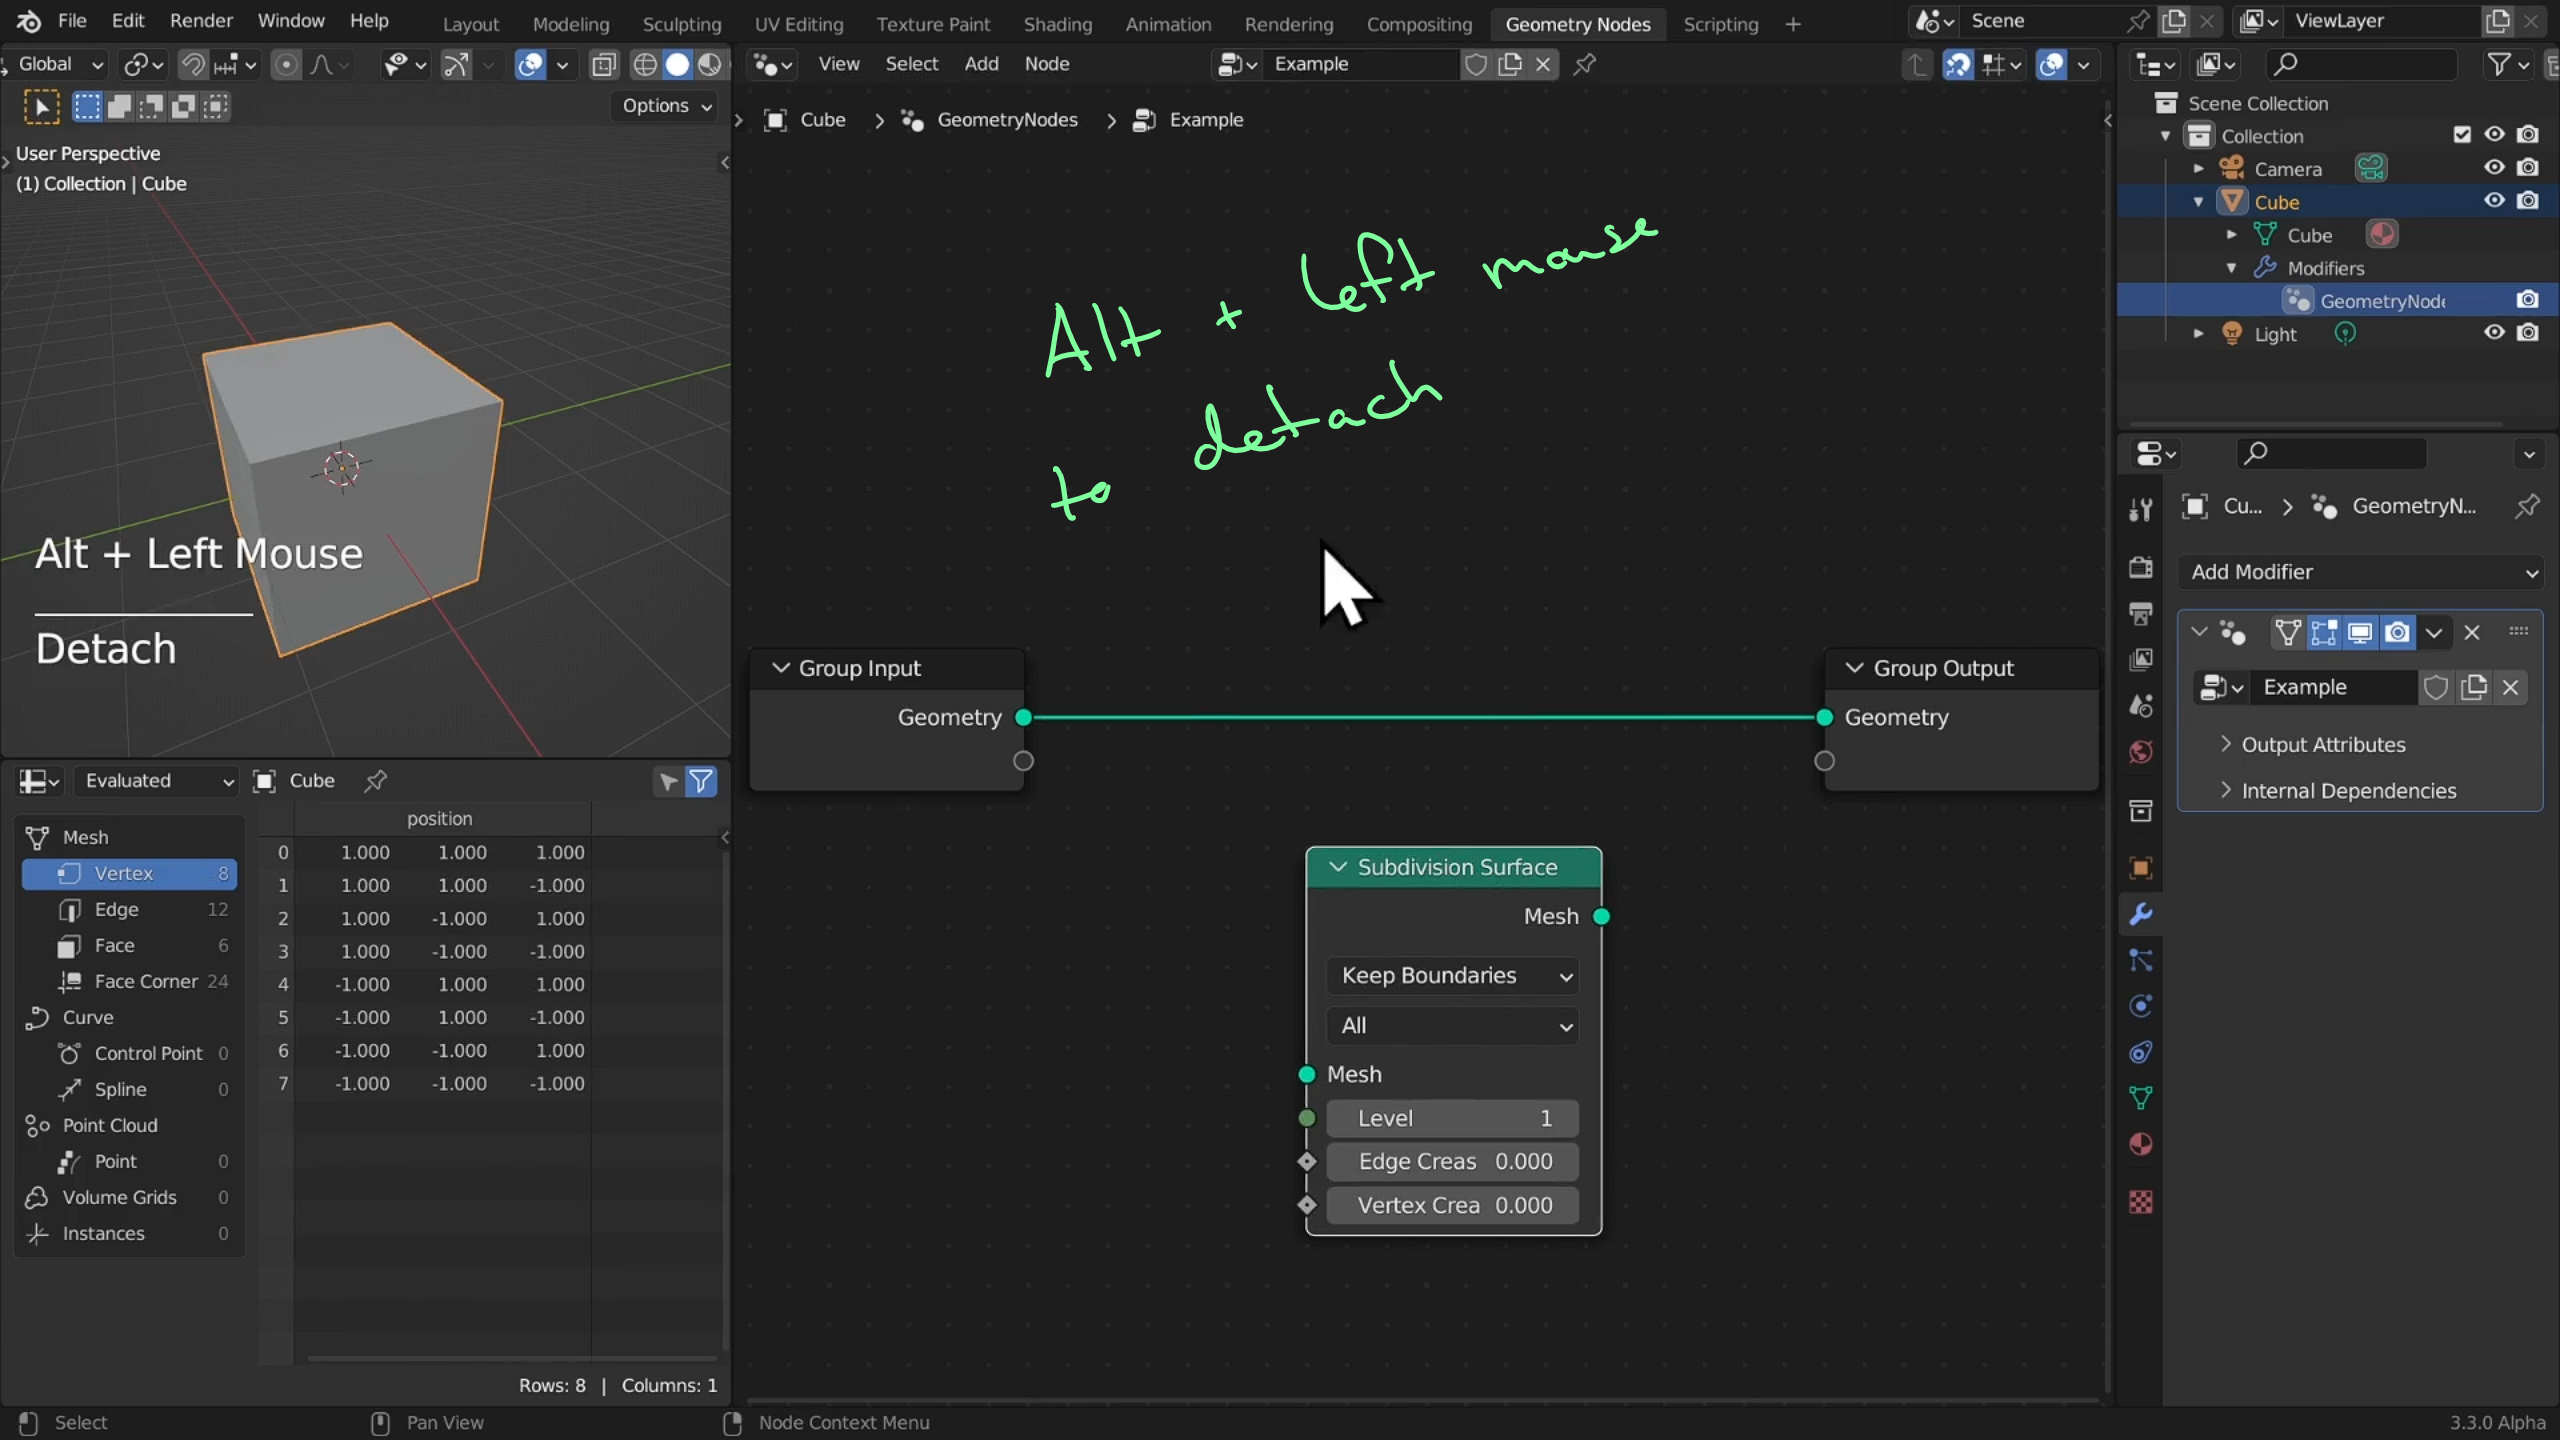 File Edit Render Window Help Layout Modeling Sculpting UV Editing Texture Paint Shading Animation Rendering Compositing Geometry Nodes Scripting + Scene ViewLayer
Global
View Select Add Node Example
Options
Cube > GeometryNodes > Example
User Perspective
(1) Collection | Cube
Alt + Left mouse
to detach
Alt + Left Mouse
Detach
Group Input
Geometry
Group Output
Geometry
Subdivision Surface
Mesh
Keep Boundaries
All
Mesh
Level 1
Edge Creas 0.000
Vertex Crea 0.000
Evaluated Cube
Mesh
Vertex 8
Edge 12
Face 6
Face Corner 24
Curve
Control Point 0
Spline 0
Point Cloud
Point 0
Volume Grids 0
Instances 0
position
0 1.000 1.000 1.000
1 1.000 1.000 -1.000
2 1.000 -1.000 1.000
3 1.000 -1.000 -1.000
4 -1.000 1.000 1.000
5 -1.000 1.000 -1.000
6 -1.000 -1.000 1.000
7 -1.000 -1.000 -1.000
Rows: 8 | Columns: 1
Scene Collection
Collection
Camera
Cube
Cube
Modifiers
GeometryNode
Light
Cu... > GeometryN...
Add Modifier
Example
> Output Attributes
> Internal Dependencies
Select Pan View Node Context Menu 3.3.0 Alpha